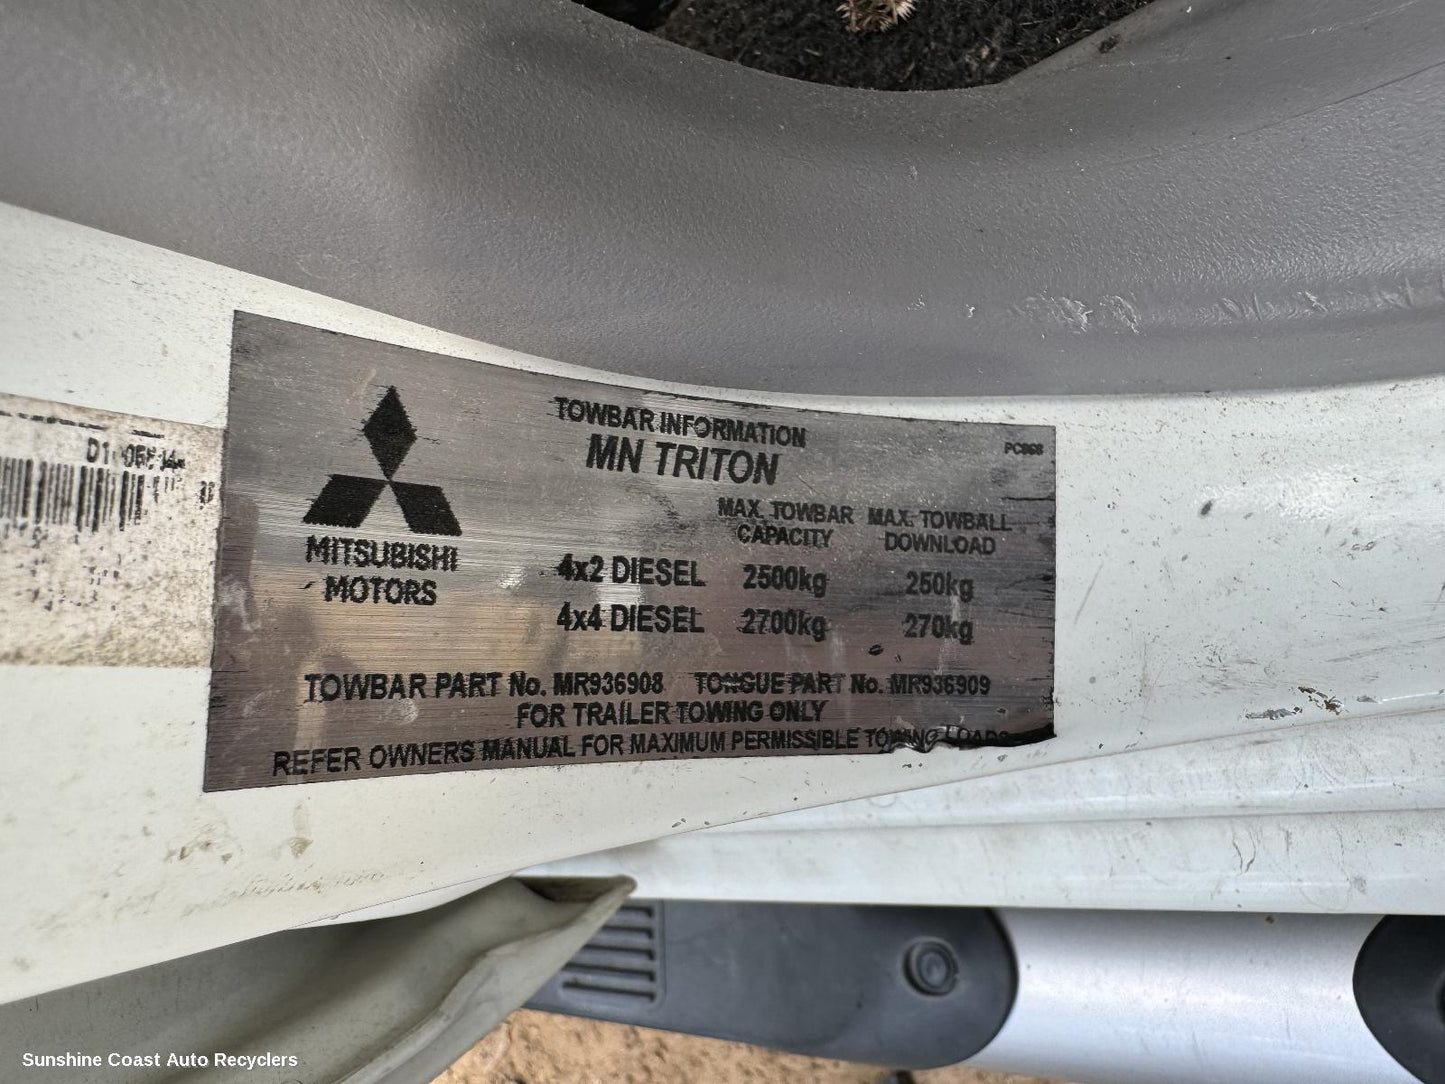 TOWBAR INFORMATION
MN TRITON
MAX. TOWBAR CAPACITY
MAX. TOWBALL DOWNLOAD
4x2 DIESEL 2500kg 250kg
4x4 DIESEL 2700kg 270kg
MITSUBISHI
MOTORS
TOWBAR PART No. MR936908 TONGUE PART No. MR936909
FOR TRAILER TOWING ONLY
REFER OWNERS MANUAL FOR MAXIMUM PERMISSIBLE TOWING LOADS
Sunshine Coast Auto Recyclers